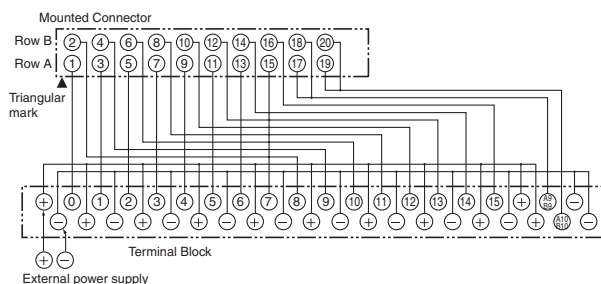 Mounted Connector
Row B 2 4 6 8 10 12 14 16 18 20
Row A 1 3 5 7 9 11 13 15 17 19
Triangular
mark
+ 0 1 2 3 4 5 6 7 8 9 10 11 12 13 14 15 + A9 B9 −
− + − + − + − + − + − + − + − + − + A10 B10 −
Terminal Block
+ −
External power supply